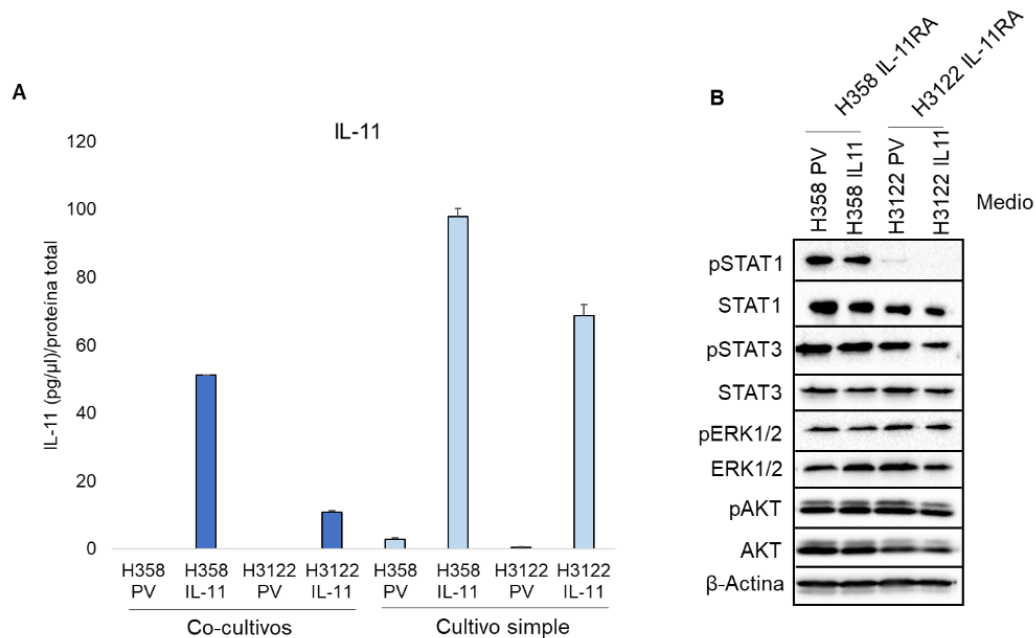 A
IL-11
IL-11 (pg/µl)/proteína total
120
100
80
60
40
20
0
H358 PV
H358 IL-11
H3122 PV
H3122 IL-11
H358 PV
H358 IL-11
H3122 PV
H3122 IL-11
Co-cultivos
Cultivo simple
B
H358 IL-11RA
H3122 IL-11RA
H358 PV
H358 IL11
H3122 PV
H3122 IL11
Medio
pSTAT1
STAT1
pSTAT3
STAT3
pERK1/2
ERK1/2
pAKT
AKT
β-Actina